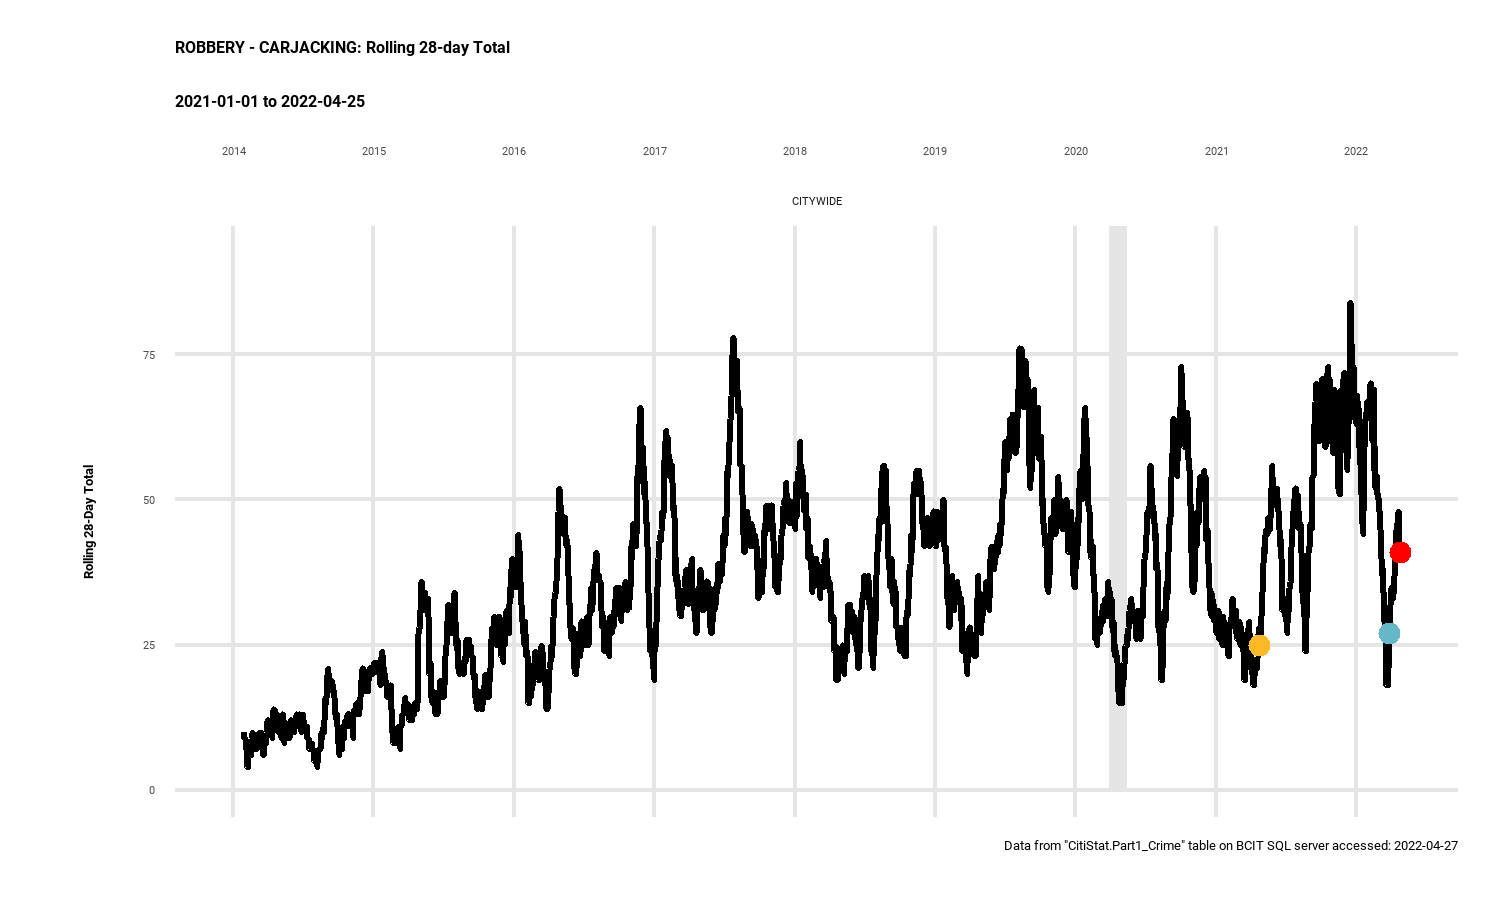 ROBBERY - CARJACKING: Rolling 28-day Total
2021-01-01 to 2022-04-25
2014 2015 2016 2017 2018 2019 2020 2021 2022
CITYWIDE
75
50
25
0
Rolling 28-Day Total
Data from "CitiStat.Part1_Crime" table on BCIT SQL server accessed: 2022-04-27